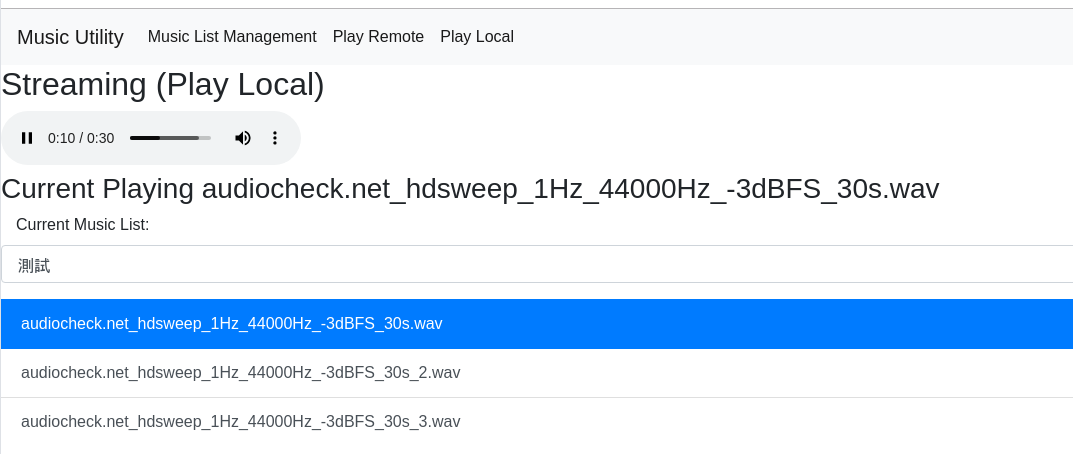 Music Utility Music List Management Play Remote Play Local
Streaming (Play Local)
0:10 / 0:30
Current Playing audiocheck.net_hdsweep_1Hz_44000Hz_-3dBFS_30s.wav
Current Music List:
測試
audiocheck.net_hdsweep_1Hz_44000Hz_-3dBFS_30s.wav
audiocheck.net_hdsweep_1Hz_44000Hz_-3dBFS_30s_2.wav
audiocheck.net_hdsweep_1Hz_44000Hz_-3dBFS_30s_3.wav